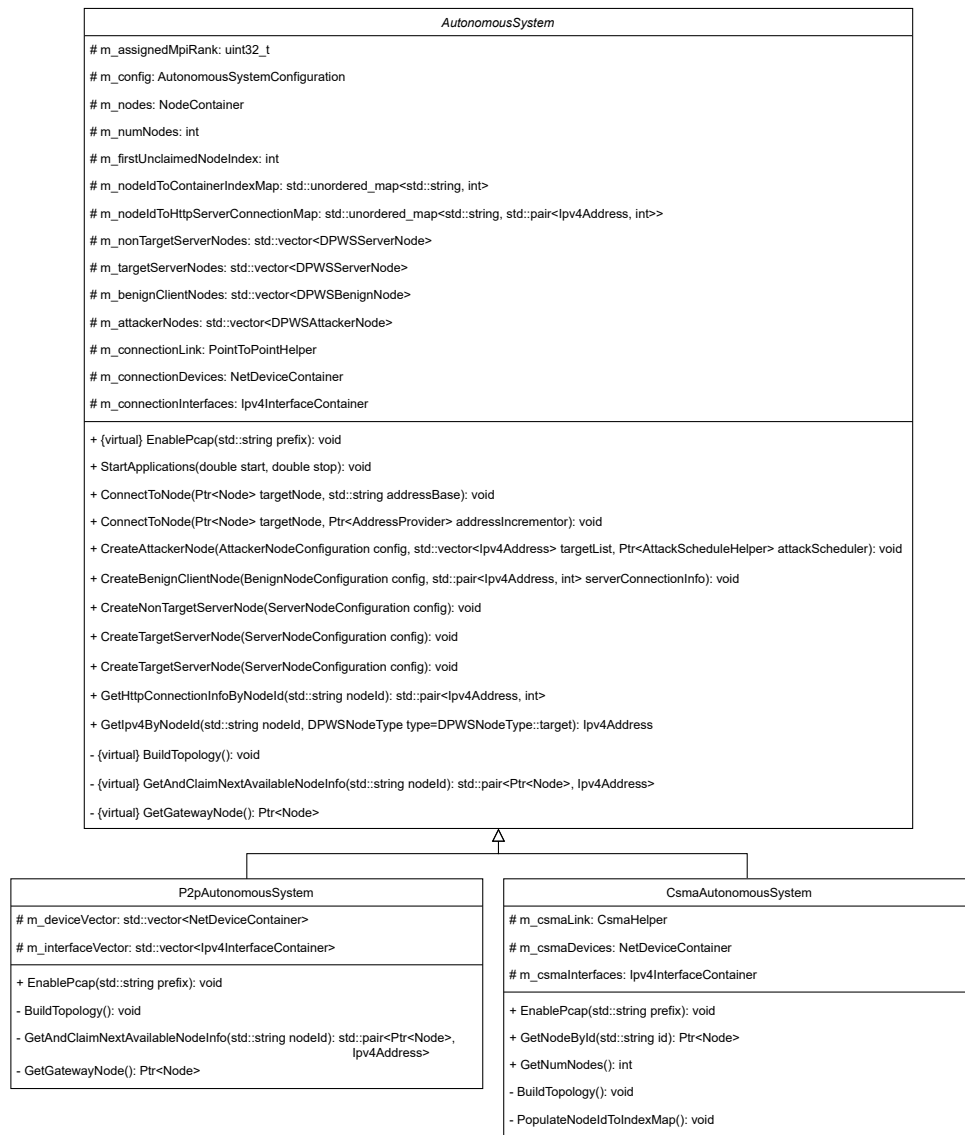 AutonomousSystem
# m_assignedMpiRank: uint32_t
# m_config: AutonomousSystemConfiguration
# m_nodes: NodeContainer
# m_numNodes: int
# m_firstUnclaimedNodeIndex: int
# m_nodeIdToContainerIndexMap: std::unordered_map<std::string, int>
# m_nodeIdToHttpServerConnectionMap: std::unordered_map<std::string, std::pair<Ipv4Address, int>>
# m_nonTargetServerNodes: std::vector<DPWSServerNode>
# m_targetServerNodes: std::vector<DPWSServerNode>
# m_benignClientNodes: std::vector<DPWSBenignNode>
# m_attackerNodes: std::vector<DPWSAttackerNode>
# m_connectionLink: PointToPointHelper
# m_connectionDevices: NetDeviceContainer
# m_connectionInterfaces: Ipv4InterfaceContainer
+ {virtual} EnablePcap(std::string prefix): void
+ StartApplications(double start, double stop): void
+ ConnectToNode(Ptr<Node> targetNode, std::string addressBase): void
+ ConnectToNode(Ptr<Node> targetNode, Ptr<AddressProvider> addressIncrementor): void
+ CreateAttackerNode(AttackerNodeConfiguration config, std::vector<Ipv4Address> targetList, Ptr<AttackScheduleHelper> attackScheduler): void
+ CreateBenignClientNode(BenignNodeConfiguration config, std::pair<Ipv4Address, int> serverConnectionInfo): void
+ CreateNonTargetServerNode(ServerNodeConfiguration config): void
+ CreateTargetServerNode(ServerNodeConfiguration config): void
+ CreateTargetServerNode(ServerNodeConfiguration config): void
+ GetHttpConnectionInfoByNodeId(std::string nodeId): std::pair<Ipv4Address, int>
+ GetIpv4ByNodeId(std::string nodeId, DPWSNodeType type=DPWSNodeType::target): Ipv4Address
- {virtual} BuildTopology(): void
- {virtual} GetAndClaimNextAvailableNodeInfo(std::string nodeId): std::pair<Ptr<Node>, Ipv4Address>
- {virtual} GetGatewayNode(): Ptr<Node>
P2pAutonomousSystem
# m_deviceVector: std::vector<NetDeviceContainer>
# m_interfaceVector: std::vector<Ipv4InterfaceContainer>
+ EnablePcap(std::string prefix): void
- BuildTopology(): void
- GetAndClaimNextAvailableNodeInfo(std::string nodeId): std::pair<Ptr<Node>,
Ipv4Address>
- GetGatewayNode(): Ptr<Node>
CsmaAutonomousSystem
# m_csmaLink: CsmaHelper
# m_csmaDevices: NetDeviceContainer
# m_csmaInterfaces: Ipv4InterfaceContainer
+ EnablePcap(std::string prefix): void
+ GetNodeById(std::string id): Ptr<Node>
+ GetNumNodes(): int
- BuildTopology(): void
- PopulateNodeIdToIndexMap(): void